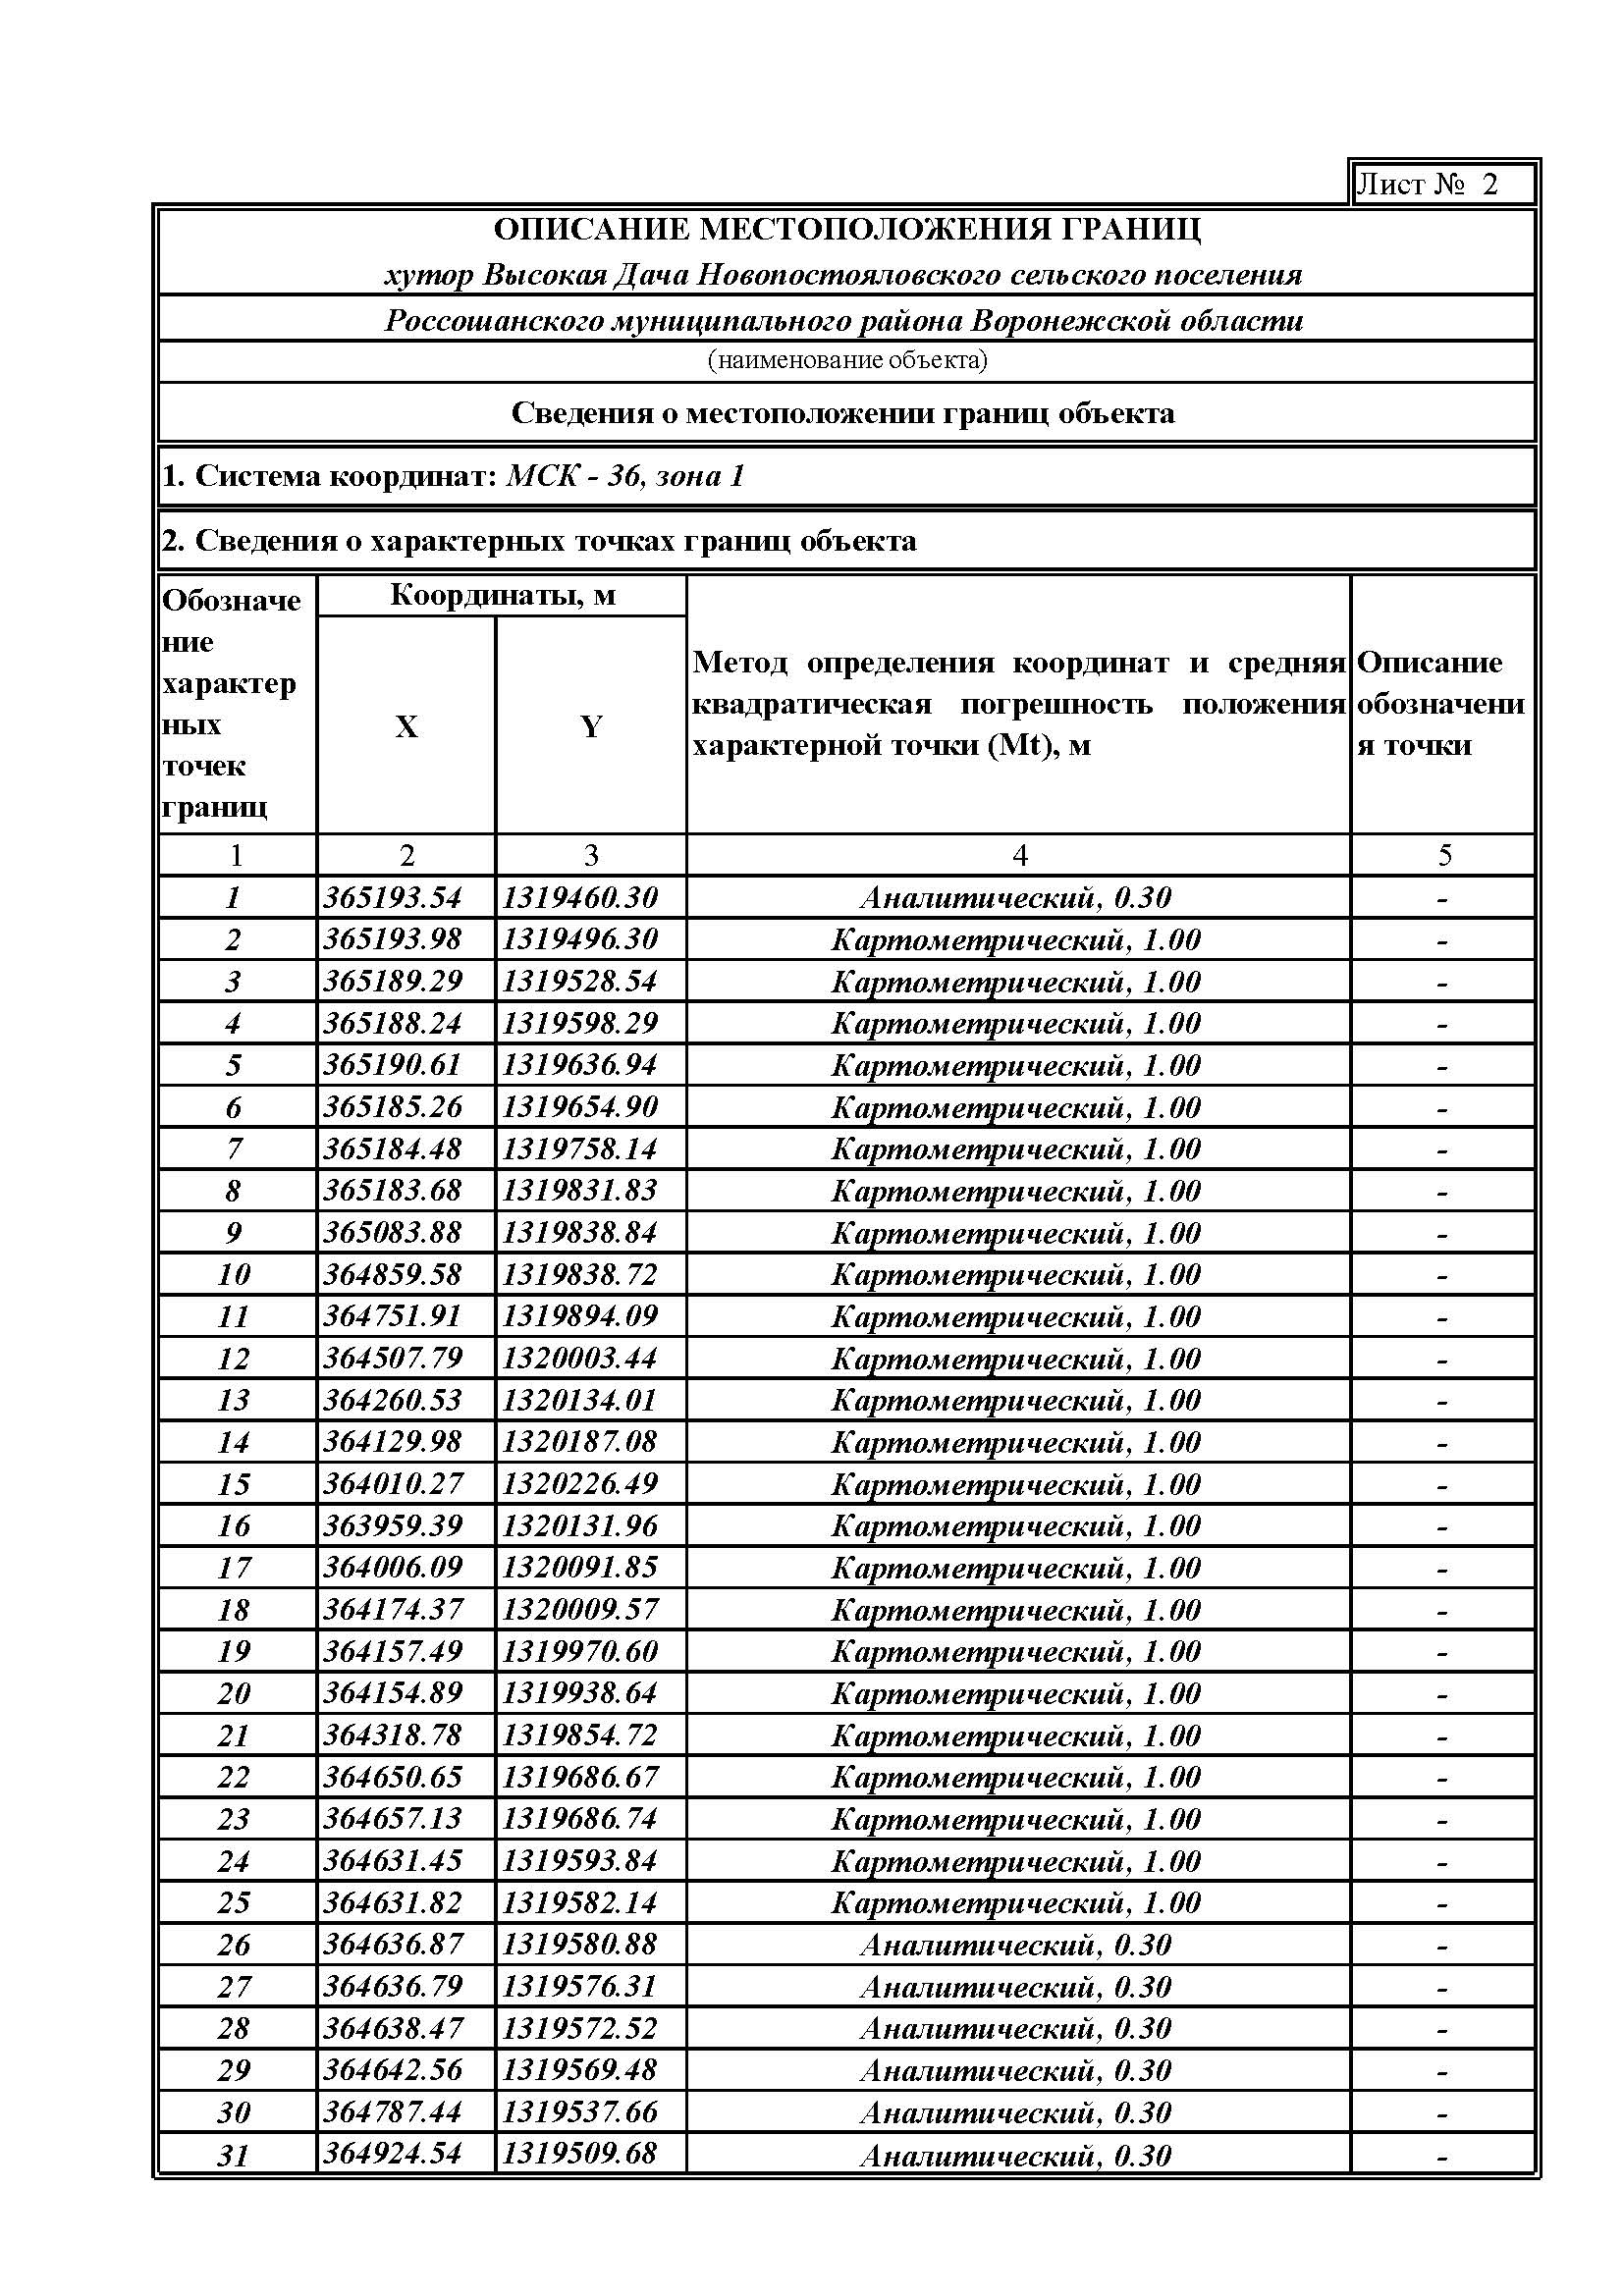 Лист № 2
ОПИСАНИЕ МЕСТОПОЛОЖЕНИЯ ГРАНИЦ
хутор Высокая Дача Новопостояловского сельского поселения
Россошанского муниципального района Воронежской области
(наименование объекта)
Сведения о местоположении границ объекта
1. Система координат: МСК - 36, зона 1
2. Сведения о характерных точках границ объекта
Обозначе
ние
характер
ных
точек
границ
Координаты, м
X Y
Метод определения координат и средняя
квадратическая погрешность положения
характерной точки (Mt), м
Описание
обозначени
я точки
1 2 3 4 5
1 365193.54 1319460.30 Аналитический, 0.30 -
2 365193.98 1319496.30 Картометрический, 1.00 -
3 365189.29 1319528.54 Картометрический, 1.00 -
4 365188.24 1319598.29 Картометрический, 1.00 -
5 365190.61 1319636.94 Картометрический, 1.00 -
6 365185.26 1319654.90 Картометрический, 1.00 -
7 365184.48 1319758.14 Картометрический, 1.00 -
8 365183.68 1319831.83 Картометрический, 1.00 -
9 365083.88 1319838.84 Картометрический, 1.00 -
10 364859.58 1319838.72 Картометрический, 1.00 -
11 364751.91 1319894.09 Картометрический, 1.00 -
12 364507.79 1320003.44 Картометрический, 1.00 -
13 364260.53 1320134.01 Картометрический, 1.00 -
14 364129.98 1320187.08 Картометрический, 1.00 -
15 364010.27 1320226.49 Картометрический, 1.00 -
16 363959.39 1320131.96 Картометрический, 1.00 -
17 364006.09 1320091.85 Картометрический, 1.00 -
18 364174.37 1320009.57 Картометрический, 1.00 -
19 364157.49 1319970.60 Картометрический, 1.00 -
20 364154.89 1319938.64 Картометрический, 1.00 -
21 364318.78 1319854.72 Картометрический, 1.00 -
22 364650.65 1319686.67 Картометрический, 1.00 -
23 364657.13 1319686.74 Картометрический, 1.00 -
24 364631.45 1319593.84 Картометрический, 1.00 -
25 364631.82 1319582.14 Картометрический, 1.00 -
26 364636.87 1319580.88 Аналитический, 0.30 -
27 364636.79 1319576.31 Аналитический, 0.30 -
28 364638.47 1319572.52 Аналитический, 0.30 -
29 364642.56 1319569.48 Аналитический, 0.30 -
30 364787.44 1319537.66 Аналитический, 0.30 -
31 364924.54 1319509.68 Аналитический, 0.30 -